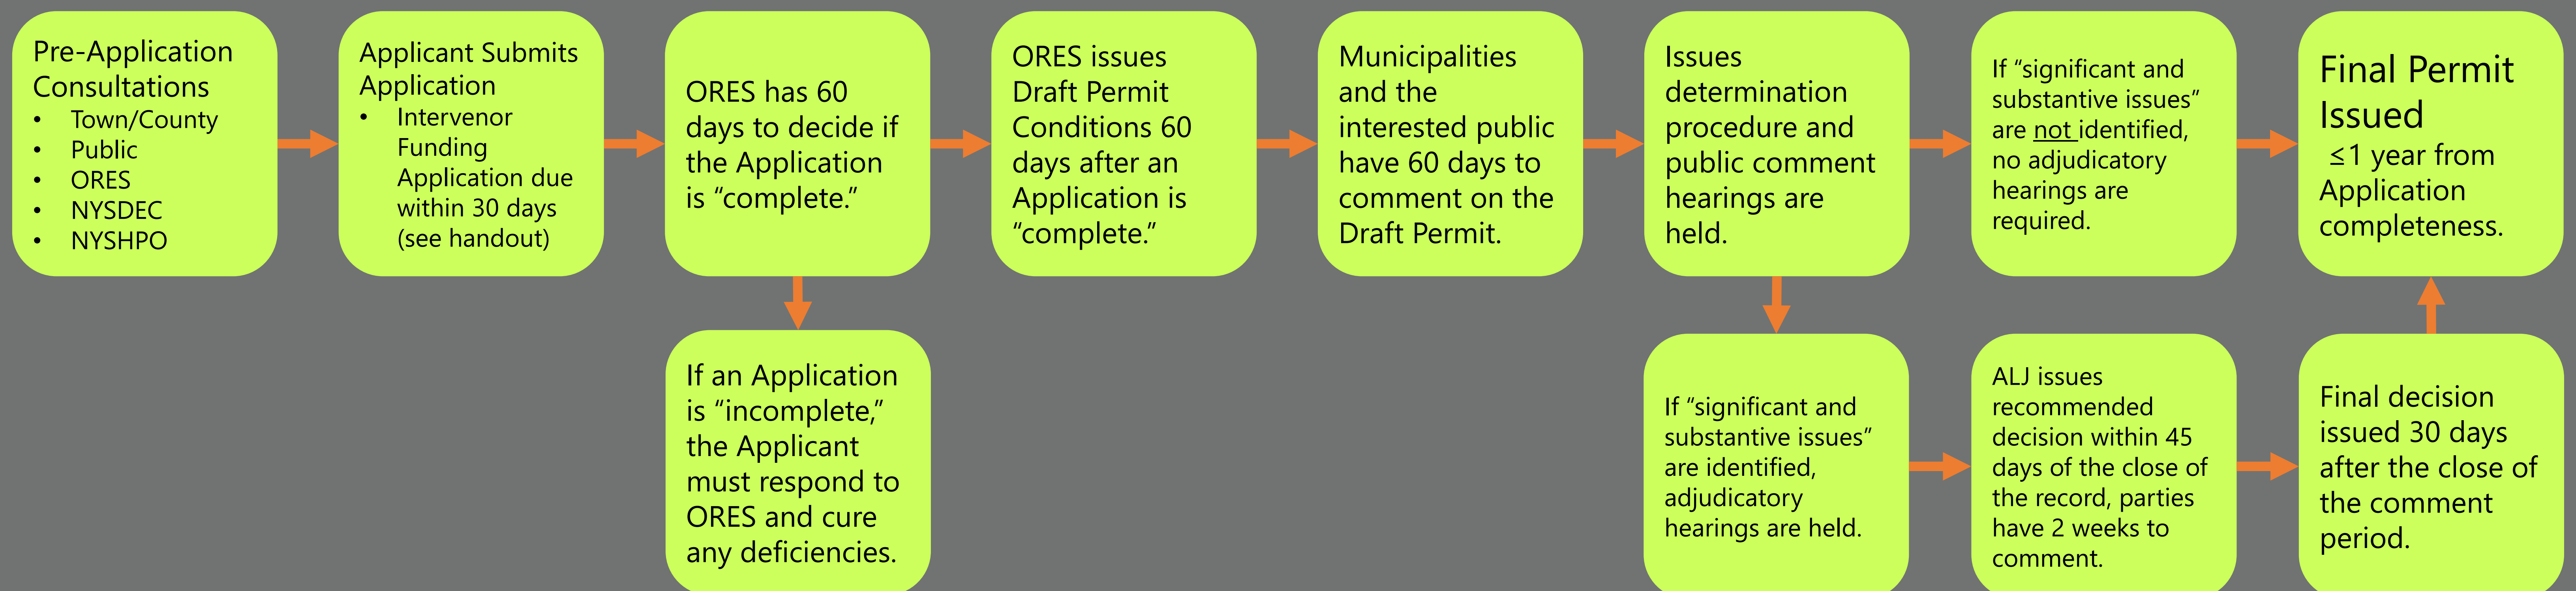 Pre-Application
Consultations
• Town/County
• Public
• ORES
• NYSDEC
• NYSHPO
Applicant Submits
Application
• Intervenor
Funding
Application due
within 30 days
(see handout)
ORES has 60
days to decide if
the Application
is “complete.”
ORES issues
Draft Permit
Conditions 60
days after an
Application is
“complete.”
Municipalities
and the
interested public
have 60 days to
comment on the
Draft Permit.
Issues
determination
procedure and
public comment
hearings are
held.
If “significant and
substantive issues”
are not identified,
no adjudicatory
hearings are
required.
Final Permit
Issued
≤1 year from
Application
completeness.
If an Application
is “incomplete,”
the Applicant
must respond to
ORES and cure
any deficiencies.
If “significant and
substantive issues”
are identified,
adjudicatory
hearings are held.
ALJ issues
recommended
decision within 45
days of the close of
the record, parties
have 2 weeks to
comment.
Final decision
issued 30 days
after the close of
the comment
period.